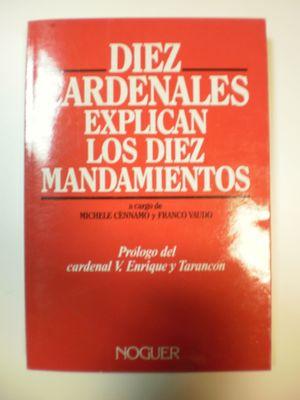 DIEZ
CARDENALES
EXPLICAN
LOS DIEZ
MANDAMIENTOS
a cargo de
MICHELE CENNAMO y FRANCO VAUDO
Prólogo del
cardenal V. Enrique y Tarancón
NOGUER